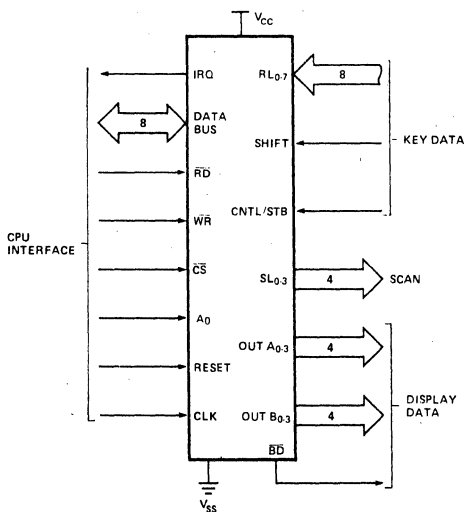 VCC
IRQ
RL0-7
8
8
DATA
BUS
SHIFT
KEY DATA
RD
CNTL/STB
WR
CPU
INTERFACE
CS
SL0-3
4
SCAN
A0
OUT A0-3
4
RESET
DISPLAY
DATA
CLK
OUT B0-3
4
BD
VSS